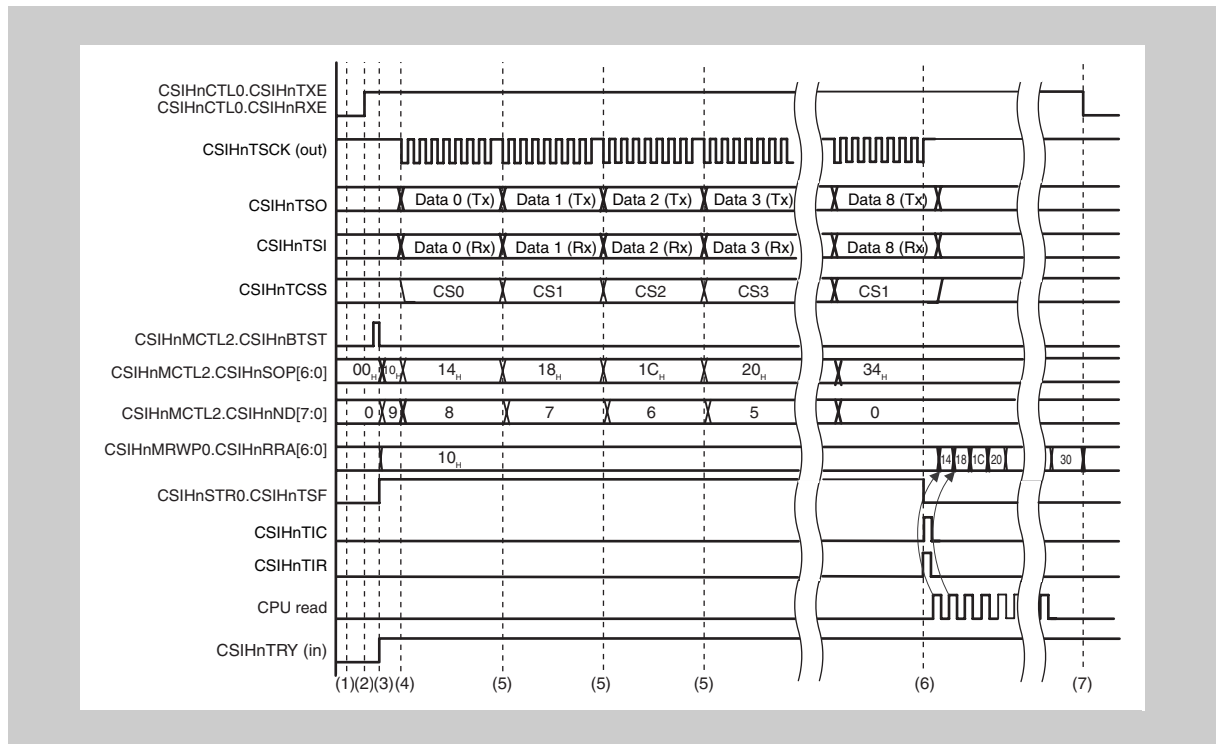 CSIHnCTL0.CSIHnTXE
CSIHnCTL0.CSIHnRXE
CSIHnTSCK (out)
CSIHnTSO Data 0 (Tx) Data 1 (Tx) Data 2 (Tx) Data 3 (Tx) Data 8 (Tx)
CSIHnTSI Data 0 (Rx) Data 1 (Rx) Data 2 (Rx) Data 3 (Rx) Data 8 (Rx)
CSIHnTCSS CS0 CS1 CS2 CS3 CS1
CSIHnMCTL2.CSIHnBTST
CSIHnMCTL2.CSIHnSOP[6:0] 00H 10H 14H 18H 1CH 20H 34H
CSIHnMCTL2.CSIHnND[7:0] 0 9 8 7 6 5 0
CSIHnMRWP0.CSIHnRRA[6:0] 10H 14 18 1C 20 30
CSIHnSTR0.CSIHnTSF
CSIHnTIC
CSIHnTIR
CPU read
CSIHnTRY (in)
(1)(2)(3)(4) (5) (5) (5) (6) (7)